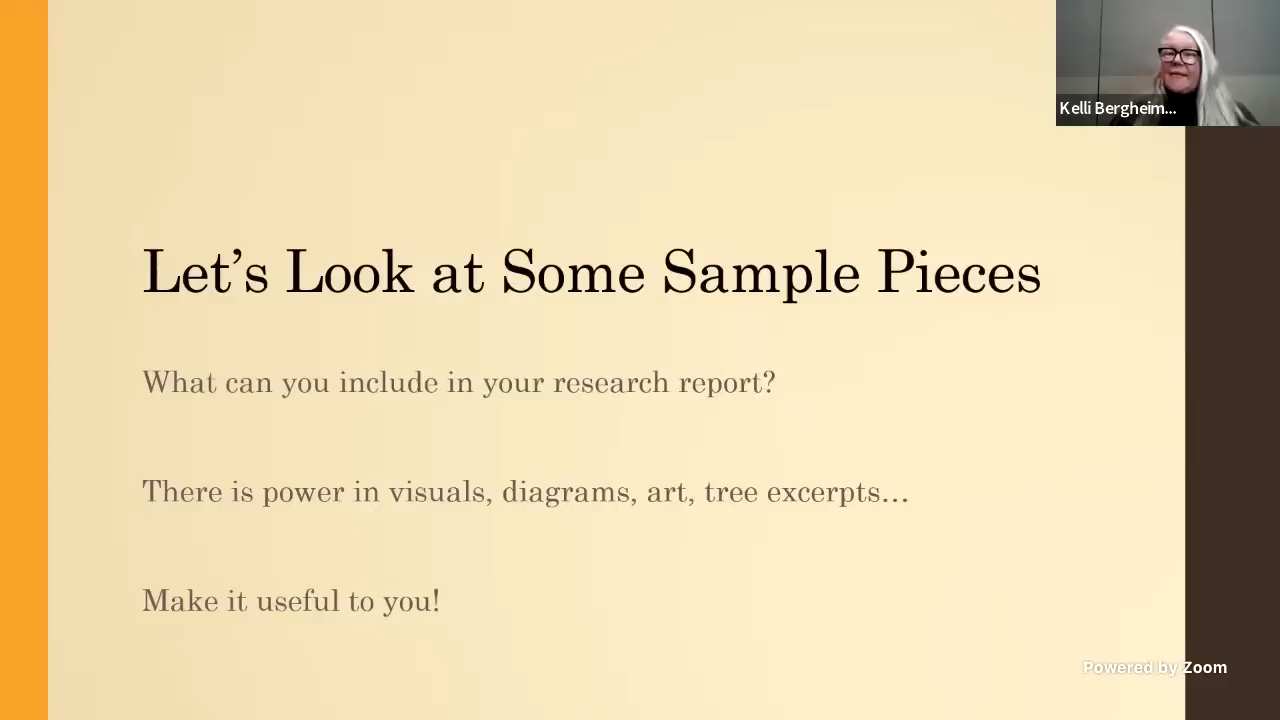 Kelli Bergheim...
Let’s Look at Some Sample Pieces
What can you include in your research report?
There is power in visuals, diagrams, art, tree excerpts…
Make it useful to you!
Powered by Zoom